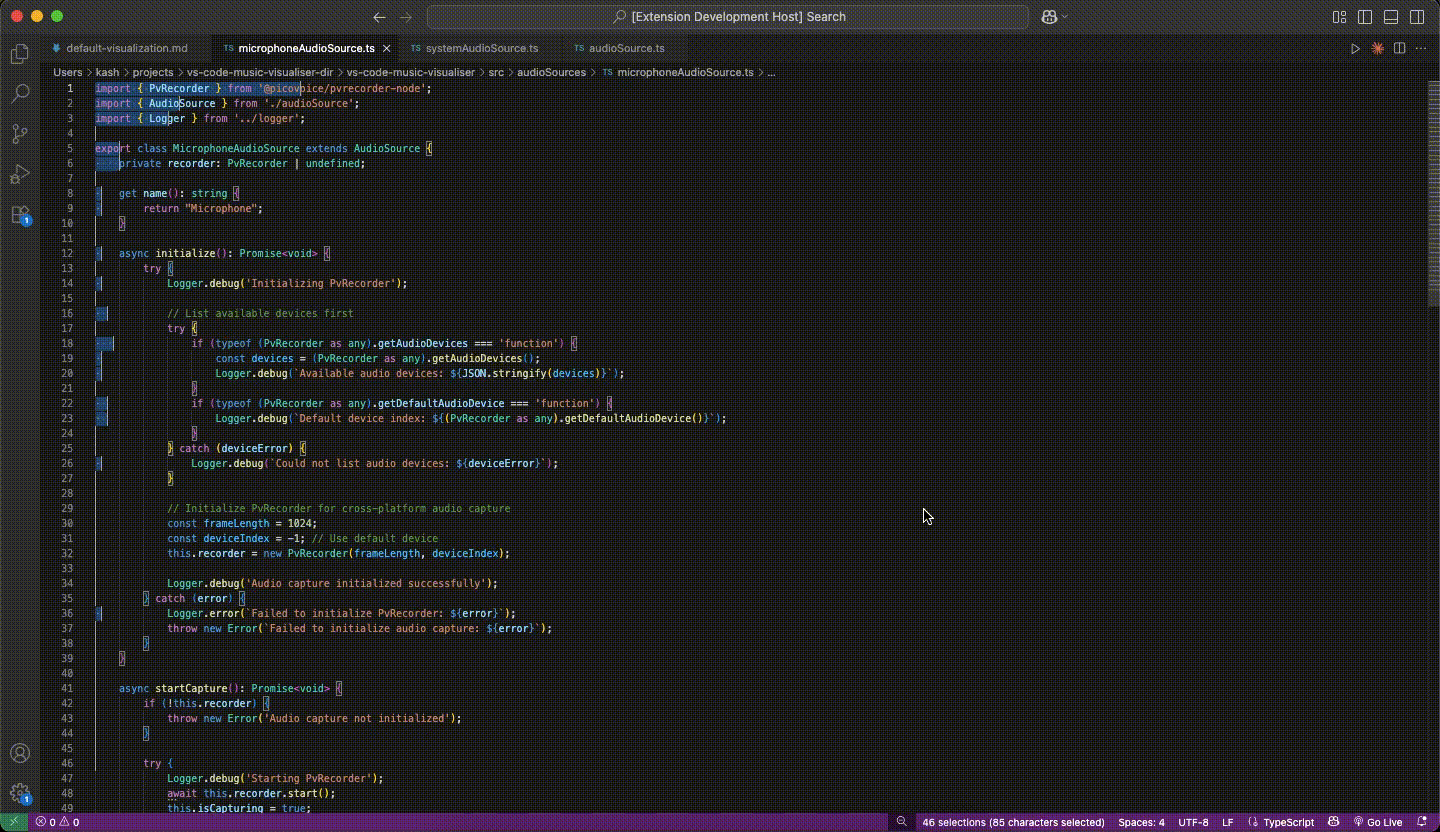 [Extension Development Host] Search
default-visualization.md TS microphoneAudioSource.ts TS systemAudioSource.ts TS audioSource.ts
Users > kash > projects > vs-code-music-visualiser-dir > vs-code-music-visualiser > src > audioSources > TS microphoneAudioSource.ts > ...
1 import { PvRecorder } from '@picovoice/pvrecorder-node';
2 import { AudioSource } from './audioSource';
3 import { Logger } from '../logger';
4
5 export class MicrophoneAudioSource extends AudioSource {
6 private recorder: PvRecorder | undefined;
7
8 get name(): string {
9 return "Microphone";
10 }
11
12 async initialize(): Promise<void> {
13 try {
14 Logger.debug('Initializing PvRecorder');
15
16 // List available devices first
17 try {
18 if (typeof (PvRecorder as any).getAudioDevices === 'function') {
19 const devices = (PvRecorder as any).getAudioDevices();
20 Logger.debug(`Available audio devices: ${JSON.stringify(devices)}`);
21 }
22 if (typeof (PvRecorder as any).getDefaultAudioDevice === 'function') {
23 Logger.debug(`Default device index: ${(PvRecorder as any).getDefaultAudioDevice()}`);
24 }
25 } catch (deviceError) {
26 Logger.debug(`Could not list audio devices: ${deviceError}`);
27 }
28
29 // Initialize PvRecorder for cross-platform audio capture
30 const frameLength = 1024;
31 const deviceIndex = -1; // Use default device
32 this.recorder = new PvRecorder(frameLength, deviceIndex);
33
34 Logger.debug('Audio capture initialized successfully');
35 } catch (error) {
36 Logger.error(`Failed to initialize PvRecorder: ${error}`);
37 throw new Error(`Failed to initialize audio capture: ${error}`);
38 }
39 }
40
41 async startCapture(): Promise<void> {
42 if (!this.recorder) {
43 throw new Error('Audio capture not initialized');
44 }
45
46 try {
47 Logger.debug('Starting PvRecorder');
48 await this.recorder.start();
49 this.isCapturing = true;
1
1
0 0 46 selections (85 characters selected) Spaces: 4 UTF-8 LF TypeScript Go Live